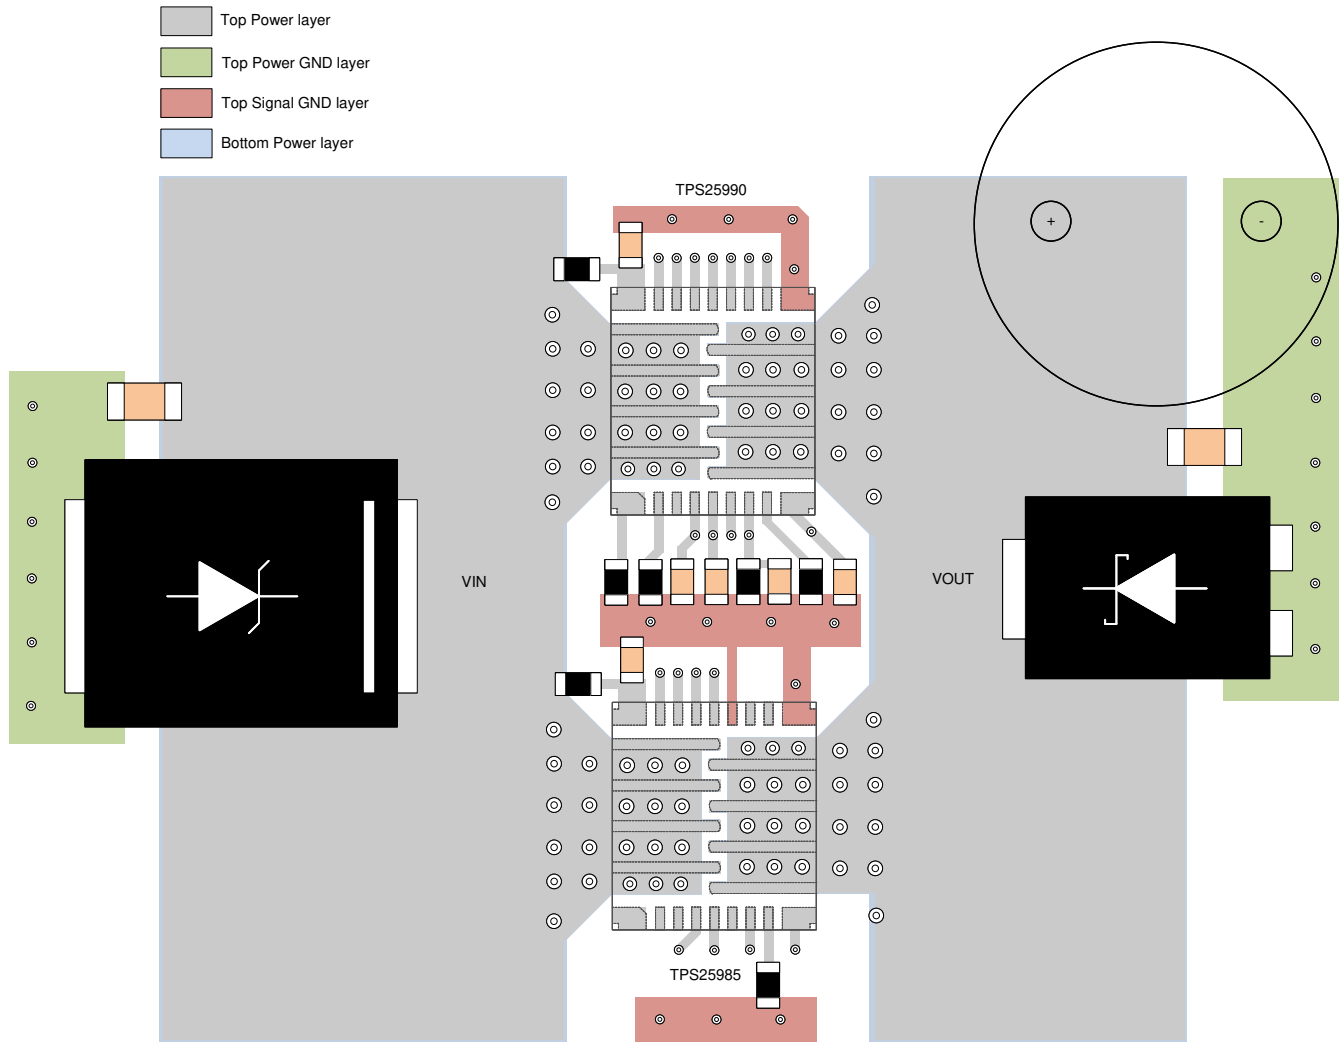 Top Power layer
Top Power GND layer
Top Signal GND layer
Bottom Power layer
TPS25990
+
-
VIN
VOUT
TPS25985